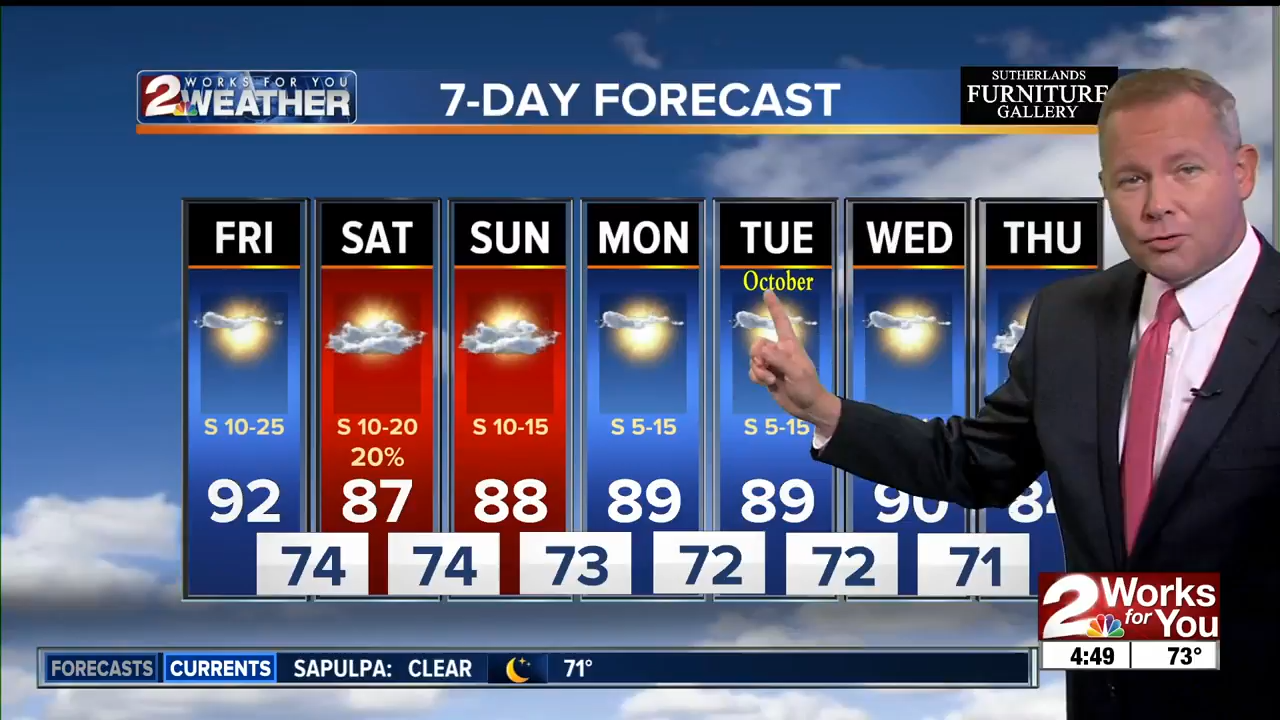 2 WORKS FOR YOU
WEATHER
7-DAY FORECAST
SUTHERLANDS
FURNITURE
GALLERY
FRI SAT SUN MON TUE WED THU
October
S 10-25 S 10-20 S 10-15 S 5-15 S 5-15
20%
92 87 88 89 89 90
74 74 73 72 72 71
2 Works
for You
4:49 73°
FORECASTS CURRENTS SAPULPA: CLEAR 71°